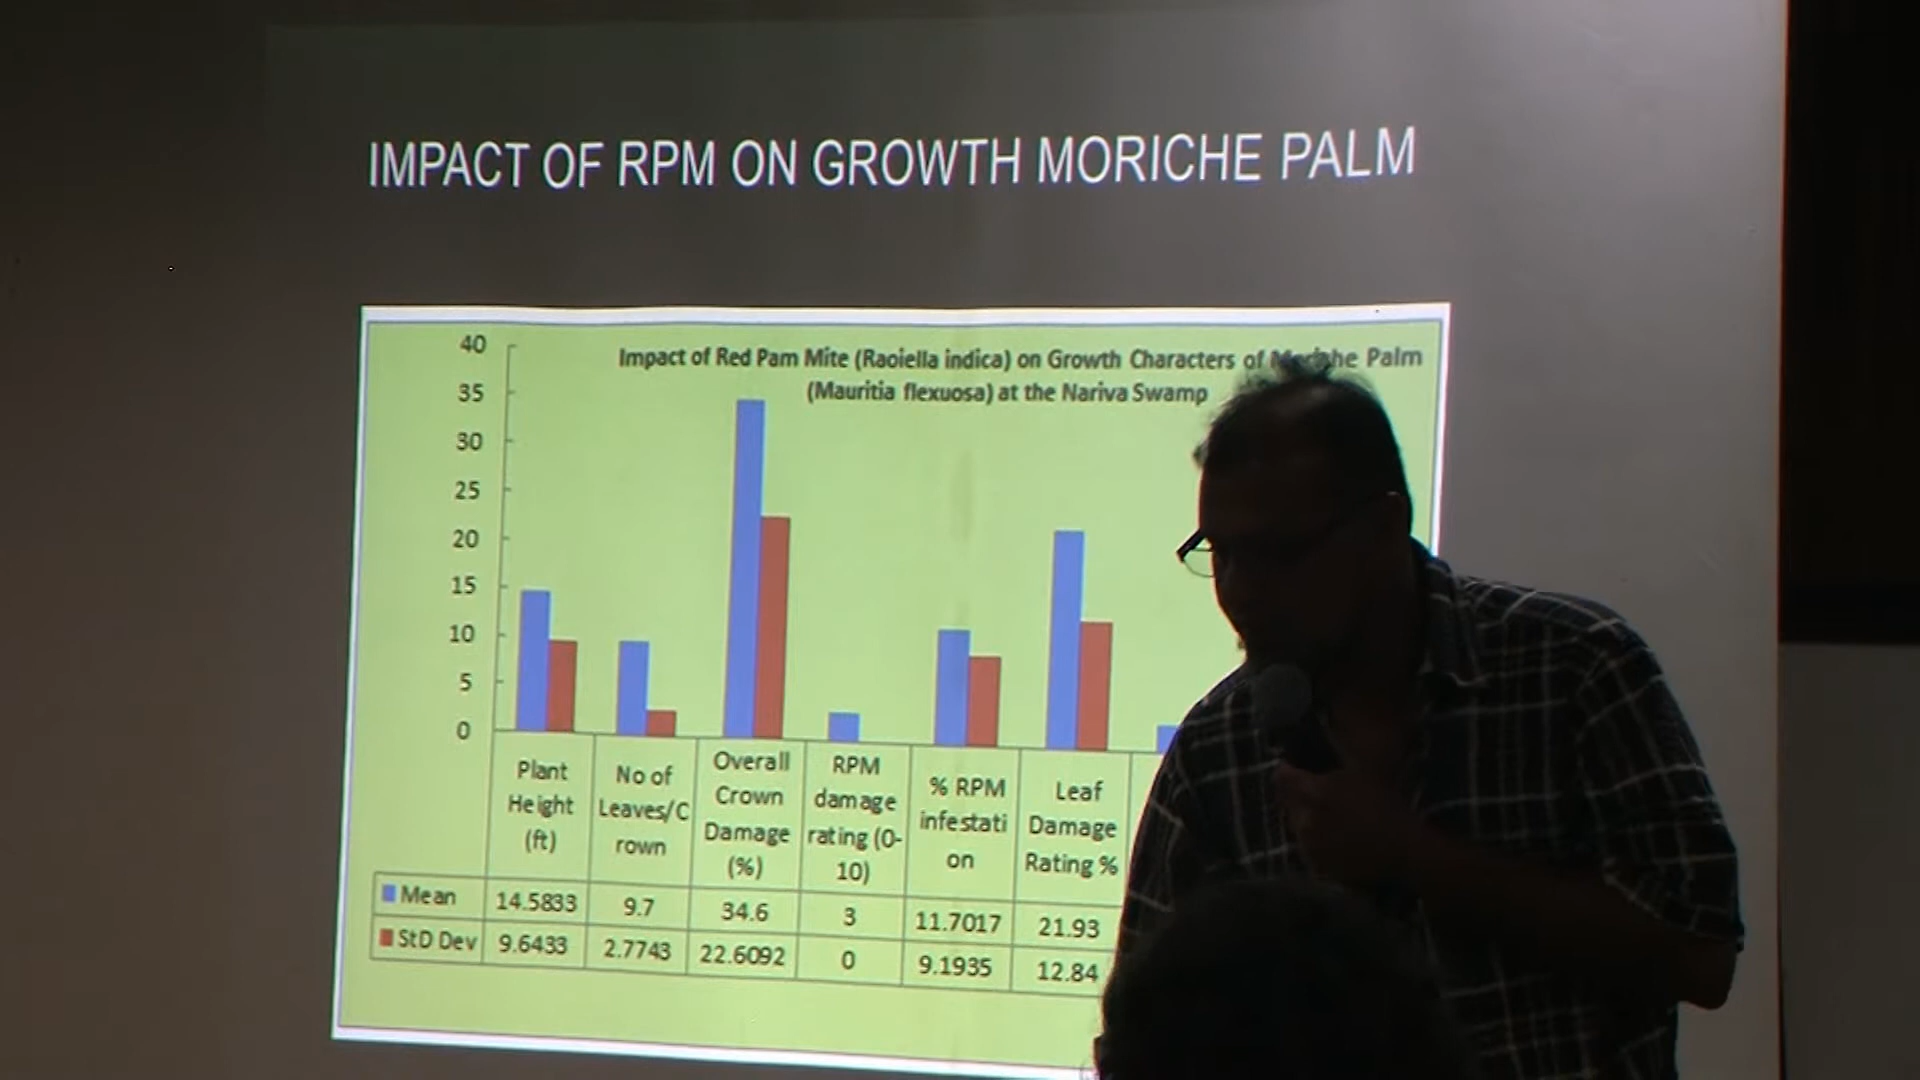 IMPACT OF RPM ON GROWTH MORICHE PALM
40
Impact of Red Pam Mite (Raoiella indica) on Growth Characters of Moriche Palm
(Mauritia flexuosa) at the Nariva Swamp
35
30
25
20
15
10
5
0
Plant Height (ft)
No of Leaves/C rown
Overall Crown Damage (%)
RPM damage rating (0- 10)
% RPM infestati on
Leaf Damage Rating %
Mean 14.5833 9.7 34.6 3 11.7017 21.93
StD Dev 9.6433 2.7743 22.6092 0 9.1935 12.84